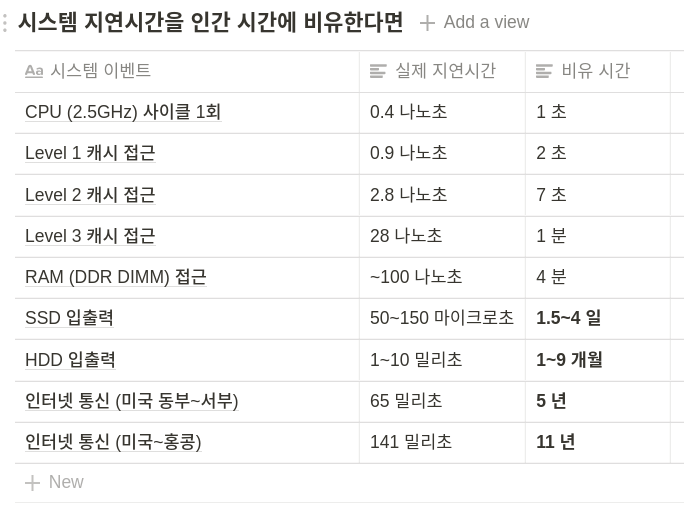 시스템 지연시간을 인간 시간에 비유한다면 Add a view
Aa 시스템 이벤트 실제 지연시간 비유 시간
CPU (2.5GHz) 사이클 1회 0.4 나노초 1 초
Level 1 캐시 접근 0.9 나노초 2 초
Level 2 캐시 접근 2.8 나노초 7 초
Level 3 캐시 접근 28 나노초 1 분
RAM (DDR DIMM) 접근 ~100 나노초 4 분
SSD 입출력 50~150 마이크로초 1.5~4 일
HDD 입출력 1~10 밀리초 1~9 개월
인터넷 통신 (미국 동부~서부) 65 밀리초 5 년
인터넷 통신 (미국~홍콩) 141 밀리초 11 년
New